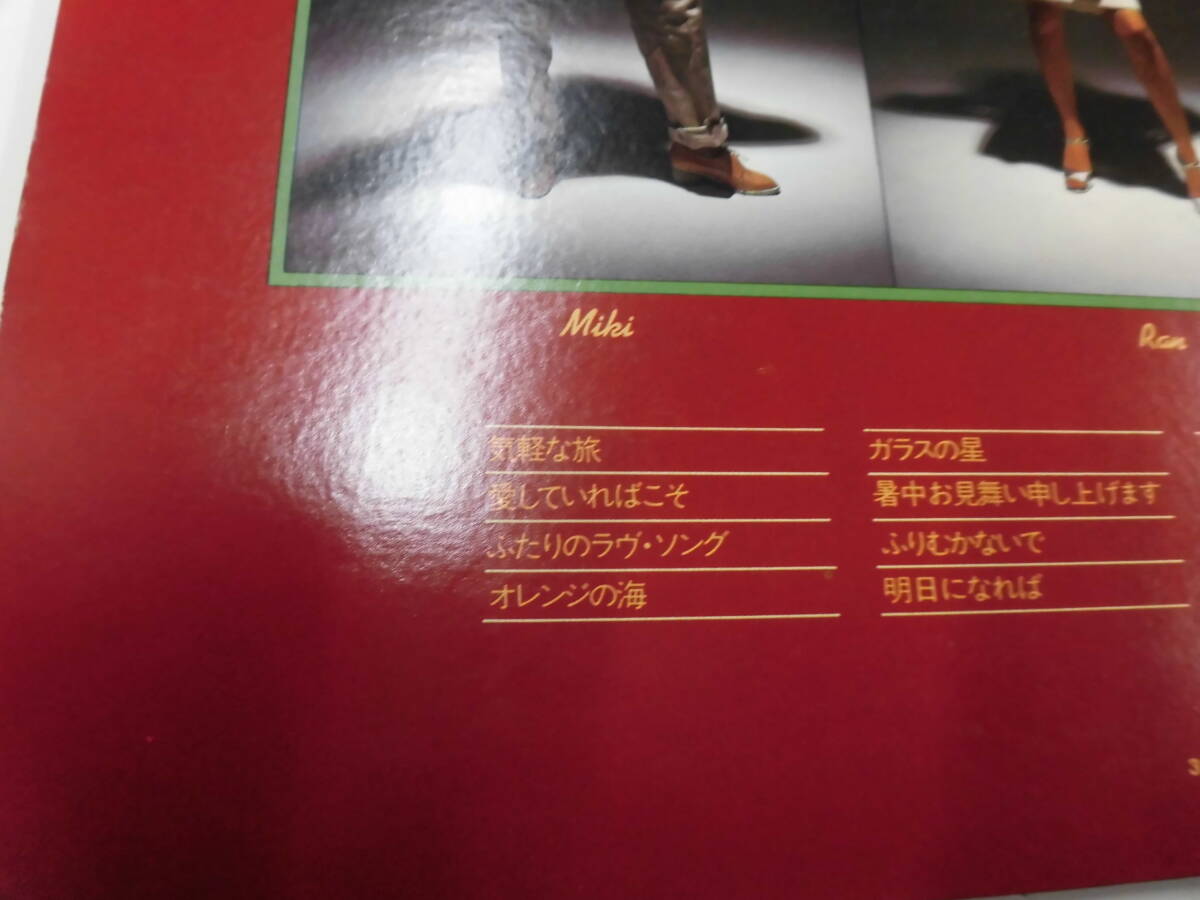 Miki
Ran
気軽な旅
愛していればこそ
ふたりのラヴ・ソング
オレンジの海
ガラスの星
暑中お見舞い申し上げます
ふりむかないで
明日になれば
3